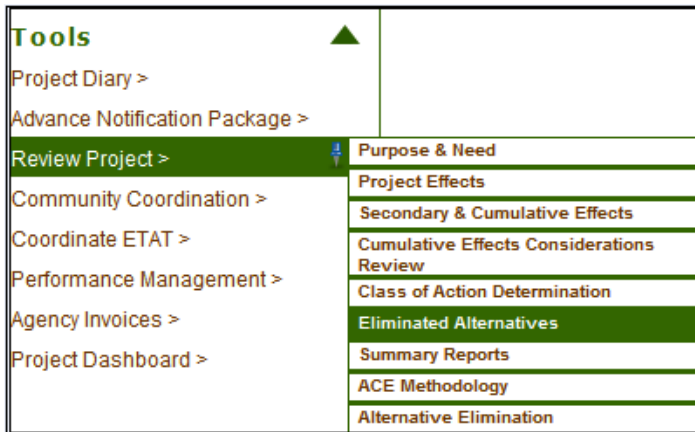 Tools
Project Diary >
Advance Notification Package >
Review Project >
Community Coordination >
Coordinate ETAT >
Performance Management >
Agency Invoices >
Project Dashboard >
Purpose & Need
Project Effects
Secondary & Cumulative Effects
Cumulative Effects Considerations
Review
Class of Action Determination
Eliminated Alternatives
Summary Reports
ACE Methodology
Alternative Elimination